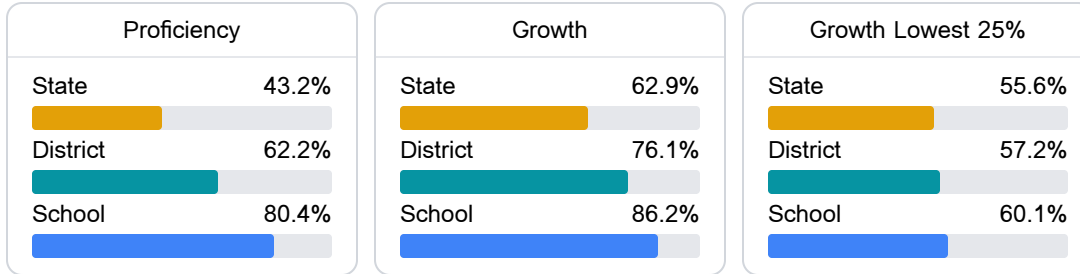 Proficiency
State 43.2%
District 62.2%
School 80.4%
Growth
State 62.9%
District 76.1%
School 86.2%
Growth Lowest 25%
State 55.6%
District 57.2%
School 60.1%